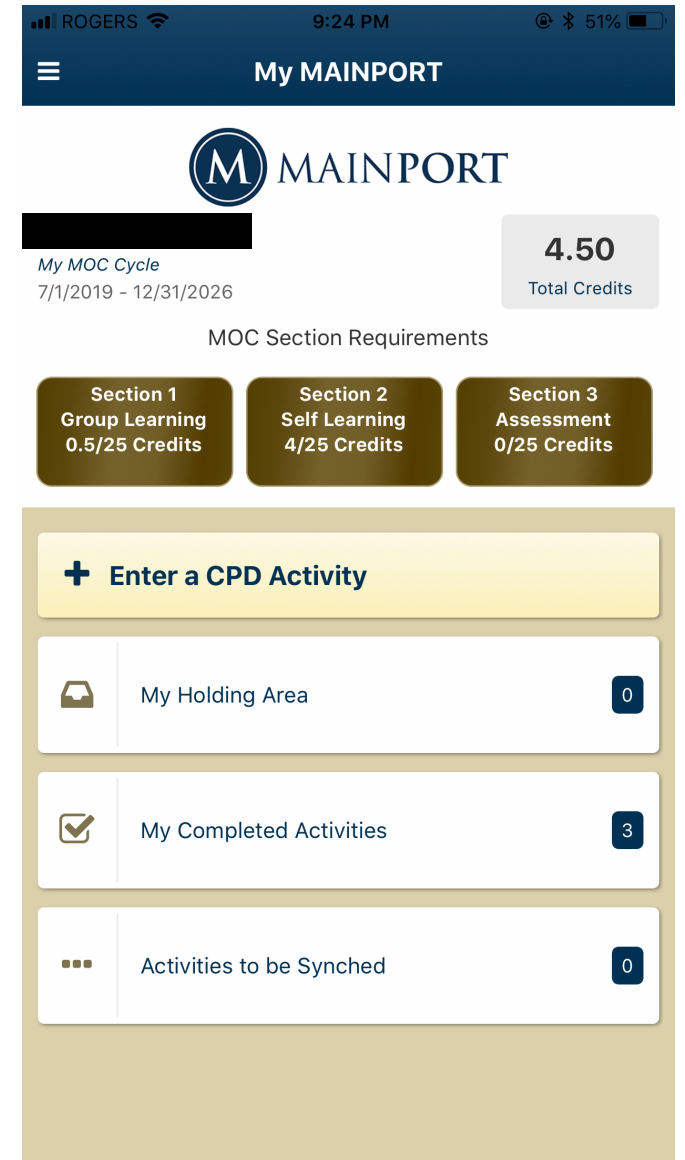 ROGERS 9:24 PM 51%
My MAINPORT
M MAINPORT
My MOC Cycle
7/1/2019 - 12/31/2026
4.50
Total Credits
MOC Section Requirements
Section 1
Group Learning
0.5/25 Credits
Section 2
Self Learning
4/25 Credits
Section 3
Assessment
0/25 Credits
Enter a CPD Activity
My Holding Area 0
My Completed Activities 3
Activities to be Synched 0